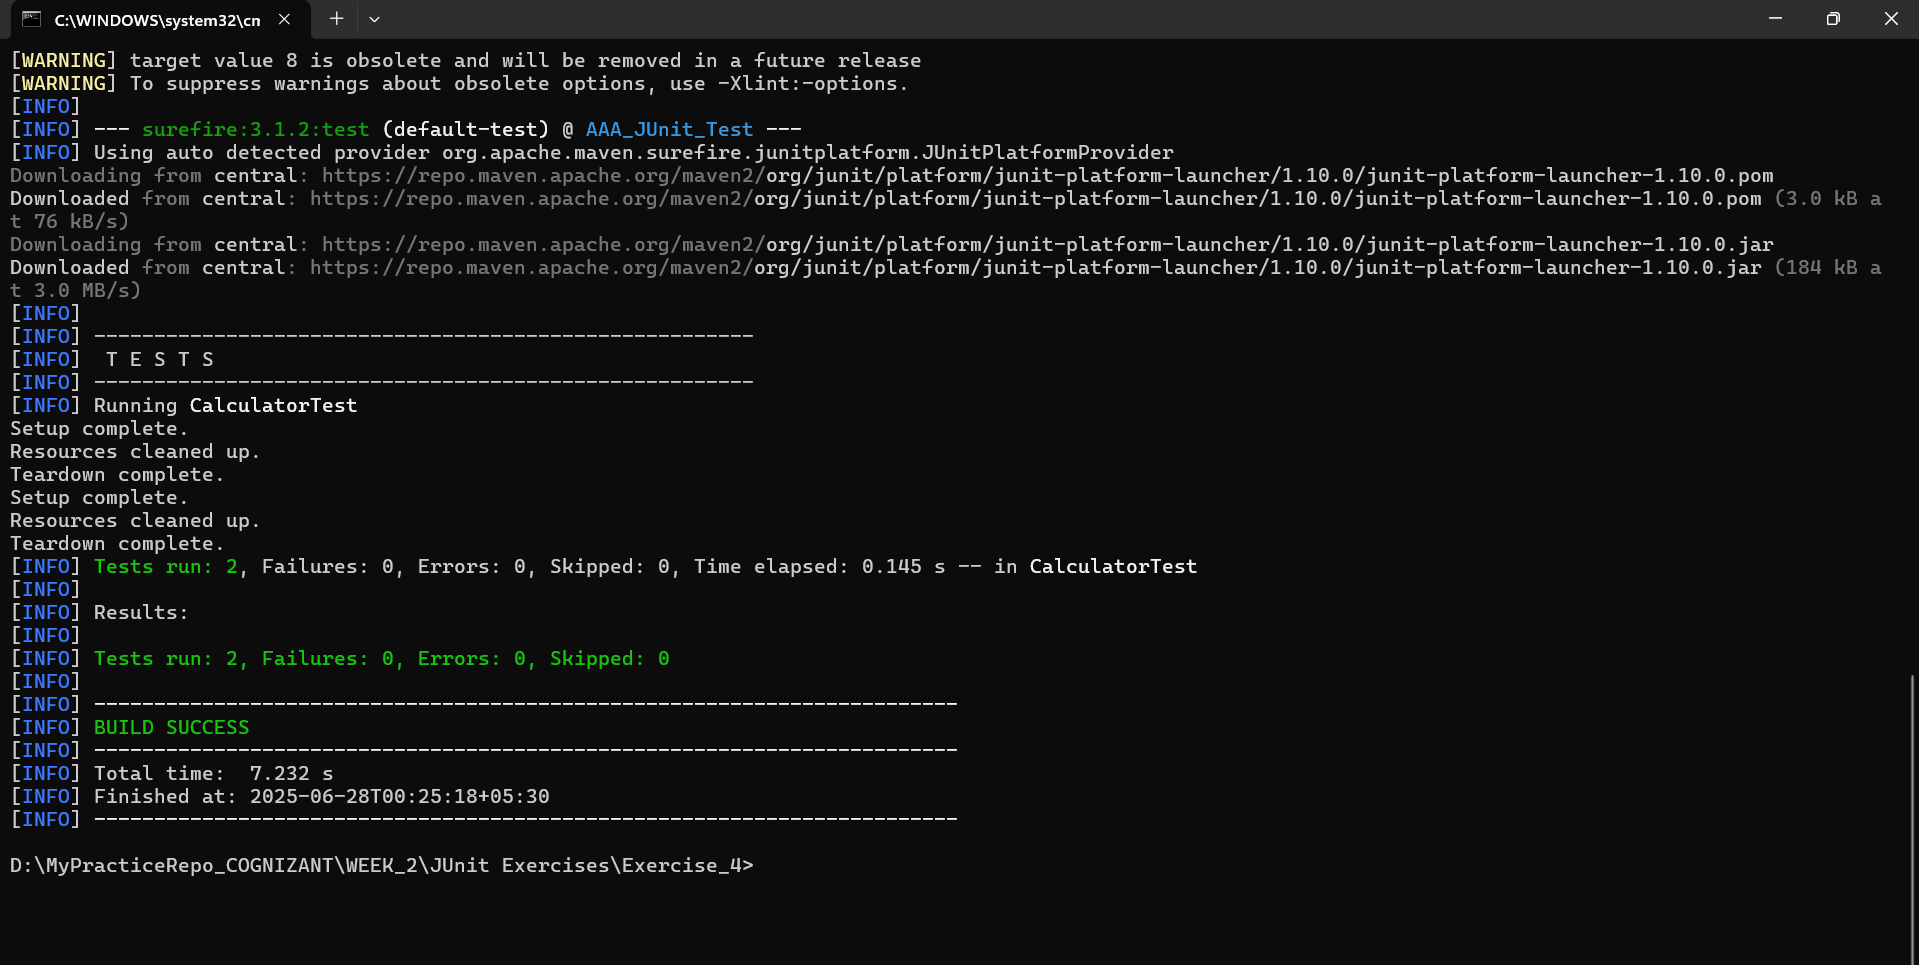 C:\WINDOWS\system32\cn
[WARNING] target value 8 is obsolete and will be removed in a future release
[WARNING] To suppress warnings about obsolete options, use -Xlint:-options.
[INFO]
[INFO] --- surefire:3.1.2:test (default-test) @ AAA_JUnit_Test ---
[INFO] Using auto detected provider org.apache.maven.surefire.junitplatform.JUnitPlatformProvider
Downloading from central: https://repo.maven.apache.org/maven2/org/junit/platform/junit-platform-launcher/1.10.0/junit-platform-launcher-1.10.0.pom
Downloaded from central: https://repo.maven.apache.org/maven2/org/junit/platform/junit-platform-launcher/1.10.0/junit-platform-launcher-1.10.0.pom (3.0 kB a
t 76 kB/s)
Downloading from central: https://repo.maven.apache.org/maven2/org/junit/platform/junit-platform-launcher/1.10.0/junit-platform-launcher-1.10.0.jar
Downloaded from central: https://repo.maven.apache.org/maven2/org/junit/platform/junit-platform-launcher/1.10.0/junit-platform-launcher-1.10.0.jar (184 kB a
t 3.0 MB/s)
[INFO]
[INFO] -------------------------------------------------------
[INFO]  T E S T S
[INFO] -------------------------------------------------------
[INFO] Running CalculatorTest
Setup complete.
Resources cleaned up.
Teardown complete.
Setup complete.
Resources cleaned up.
Teardown complete.
[INFO] Tests run: 2, Failures: 0, Errors: 0, Skipped: 0, Time elapsed: 0.145 s -- in CalculatorTest
[INFO]
[INFO] Results:
[INFO]
[INFO] Tests run: 2, Failures: 0, Errors: 0, Skipped: 0
[INFO]
[INFO] ------------------------------------------------------------------------
[INFO] BUILD SUCCESS
[INFO] ------------------------------------------------------------------------
[INFO] Total time:  7.232 s
[INFO] Finished at: 2025-06-28T00:25:18+05:30
[INFO] ------------------------------------------------------------------------
D:\MyPracticeRepo_COGNIZANT\WEEK_2\JUnit Exercises\Exercise_4>